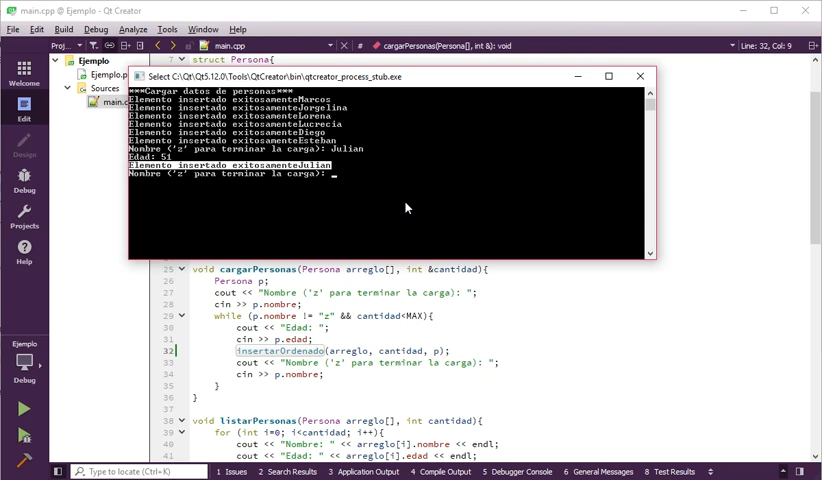 main.cpp @ Ejemplo - Qt Creator
File Edit Build Debug Analyze Tools Window Help
Proj... main.cpp # cargarPersonas(Persona[], int &): void Line: 32, Col: 9
Welcome
Edit
Design
Debug
Projects
Help
Ejemplo
Debug
Ejemplo
Ejemplo.p
Sources
main.c
7 struct Persona{
Select C:\Qt\Qt5.12.0\Tools\QtCreator\bin\qtcreator_process_stub.exe
***Cargar datos de personas***
Elemento insertado exitosamenteMarcos
Elemento insertado exitosamenteJorgelina
Elemento insertado exitosamenteLorena
Elemento insertado exitosamenteLucrecia
Elemento insertado exitosamenteDiego
Elemento insertado exitosamenteEsteban
Nombre ('z' para terminar la carga): Julian
Edad: 51
Elemento insertado exitosamenteJulian
Nombre ('z' para terminar la carga): _
25 void cargarPersonas(Persona arreglo[], int &cantidad){
26 Persona p;
27 cout << "Nombre ('z' para terminar la carga): ";
28 cin >> p.nombre;
29 while (p.nombre != "z" && cantidad<MAX){
30 cout << "Edad: ";
31 cin >> p.edad;
32 insertarOrdenado(arreglo, cantidad, p);
33 cout << "Nombre ('z' para terminar la carga): ";
34 cin >> p.nombre;
35 }
36 }
37
38 void listarPersonas(Persona arreglo[], int cantidad){
39 for (int i=0; i<cantidad; i++){
40 cout << "Nombre: " << arreglo[i].nombre << endl;
41 cout << "Edad: " << arreglo[i].edad << endl;
Type to locate (Ctrl+K) 1 Issues 2 Search Results 3 Application Output 4 Compile Output 5 Debugger Console 6 General Messages 8 Test Results